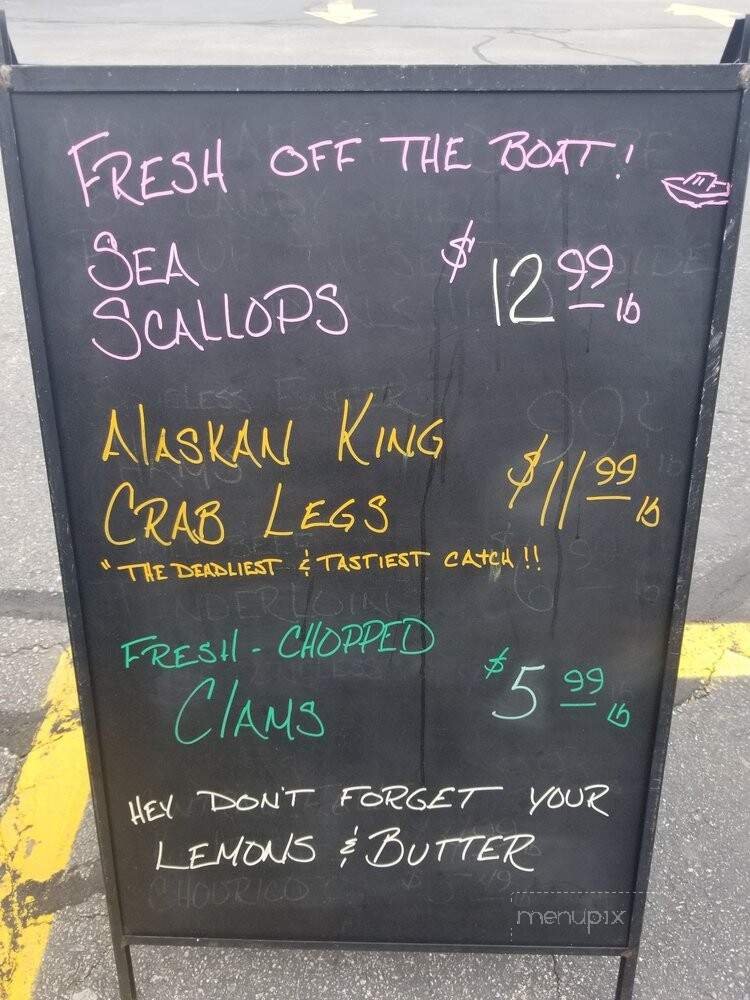 FRESH OFF THE BOAT!
SEA
SCALLOPS
$12 99 lb
ALASKAN KING
CRAB LEGS
$11 99 lb
"THE DEADLIEST & TASTIEST CATCH!!
FRESH-CHOPPED
CLAMS
$5 99 lb
HEY DON'T FORGET YOUR
LEMONS & BUTTER
CHOURICO
menupix